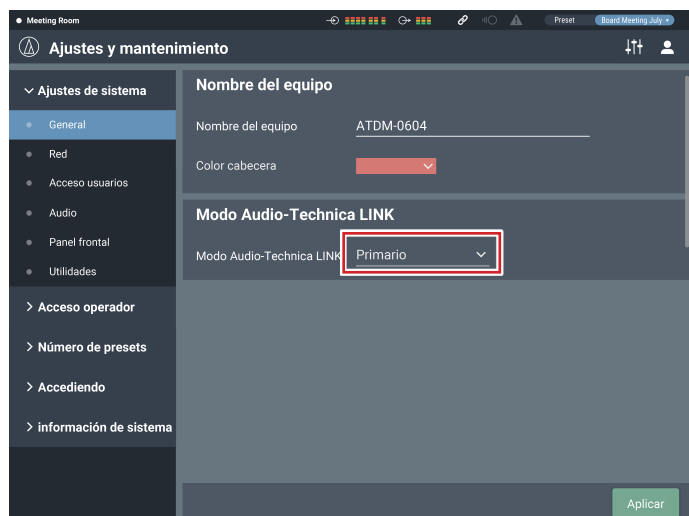 Meeting Room
Preset
Board Meeting July
Ajustes y mantenimiento
Ajustes de sistema
General
Red
Acceso usuarios
Audio
Panel frontal
Utilidades
Acceso operador
Número de presets
Accediendo
información de sistema
Nombre del equipo
Nombre del equipo ATDM-0604
Color cabecera
Modo Audio-Technica LINK
Modo Audio-Technica LINK Primario
Aplicar